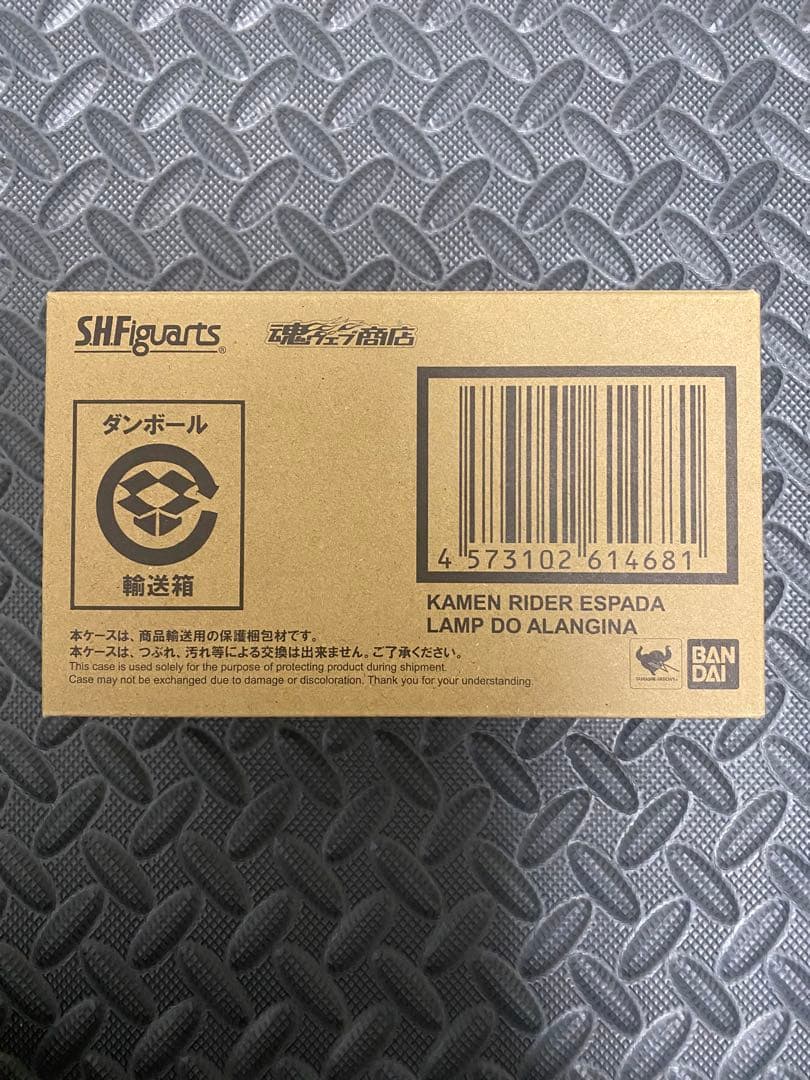 S.H.Figuarts®
魂ウェブ商店
ダンボール
輸送箱
4 573102 614681
KAMEN RIDER ESPADA
LAMP DO ALANGINA
本ケースは、商品輸送用の保護梱包材です。
本ケースは、つぶれ、汚れ等による交換は出来ません。ご了承ください。
This case is used solely for the purpose of protecting product during shipment.
Case may not be exchanged due to damage or discoloration. Thank you for your understanding.
BAN
DAI